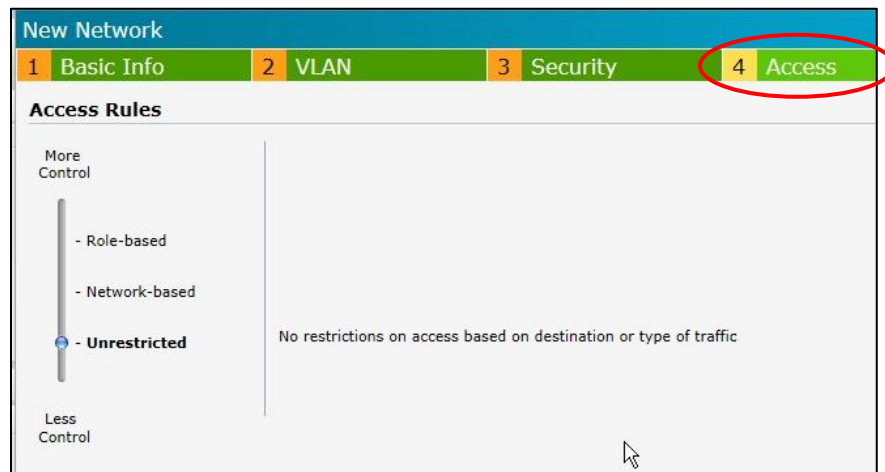 New Network
1 Basic Info 2 VLAN 3 Security 4 Access
Access Rules
More
Control
- Role-based
- Network-based
- Unrestricted
No restrictions on access based on destination or type of traffic
Less
Control